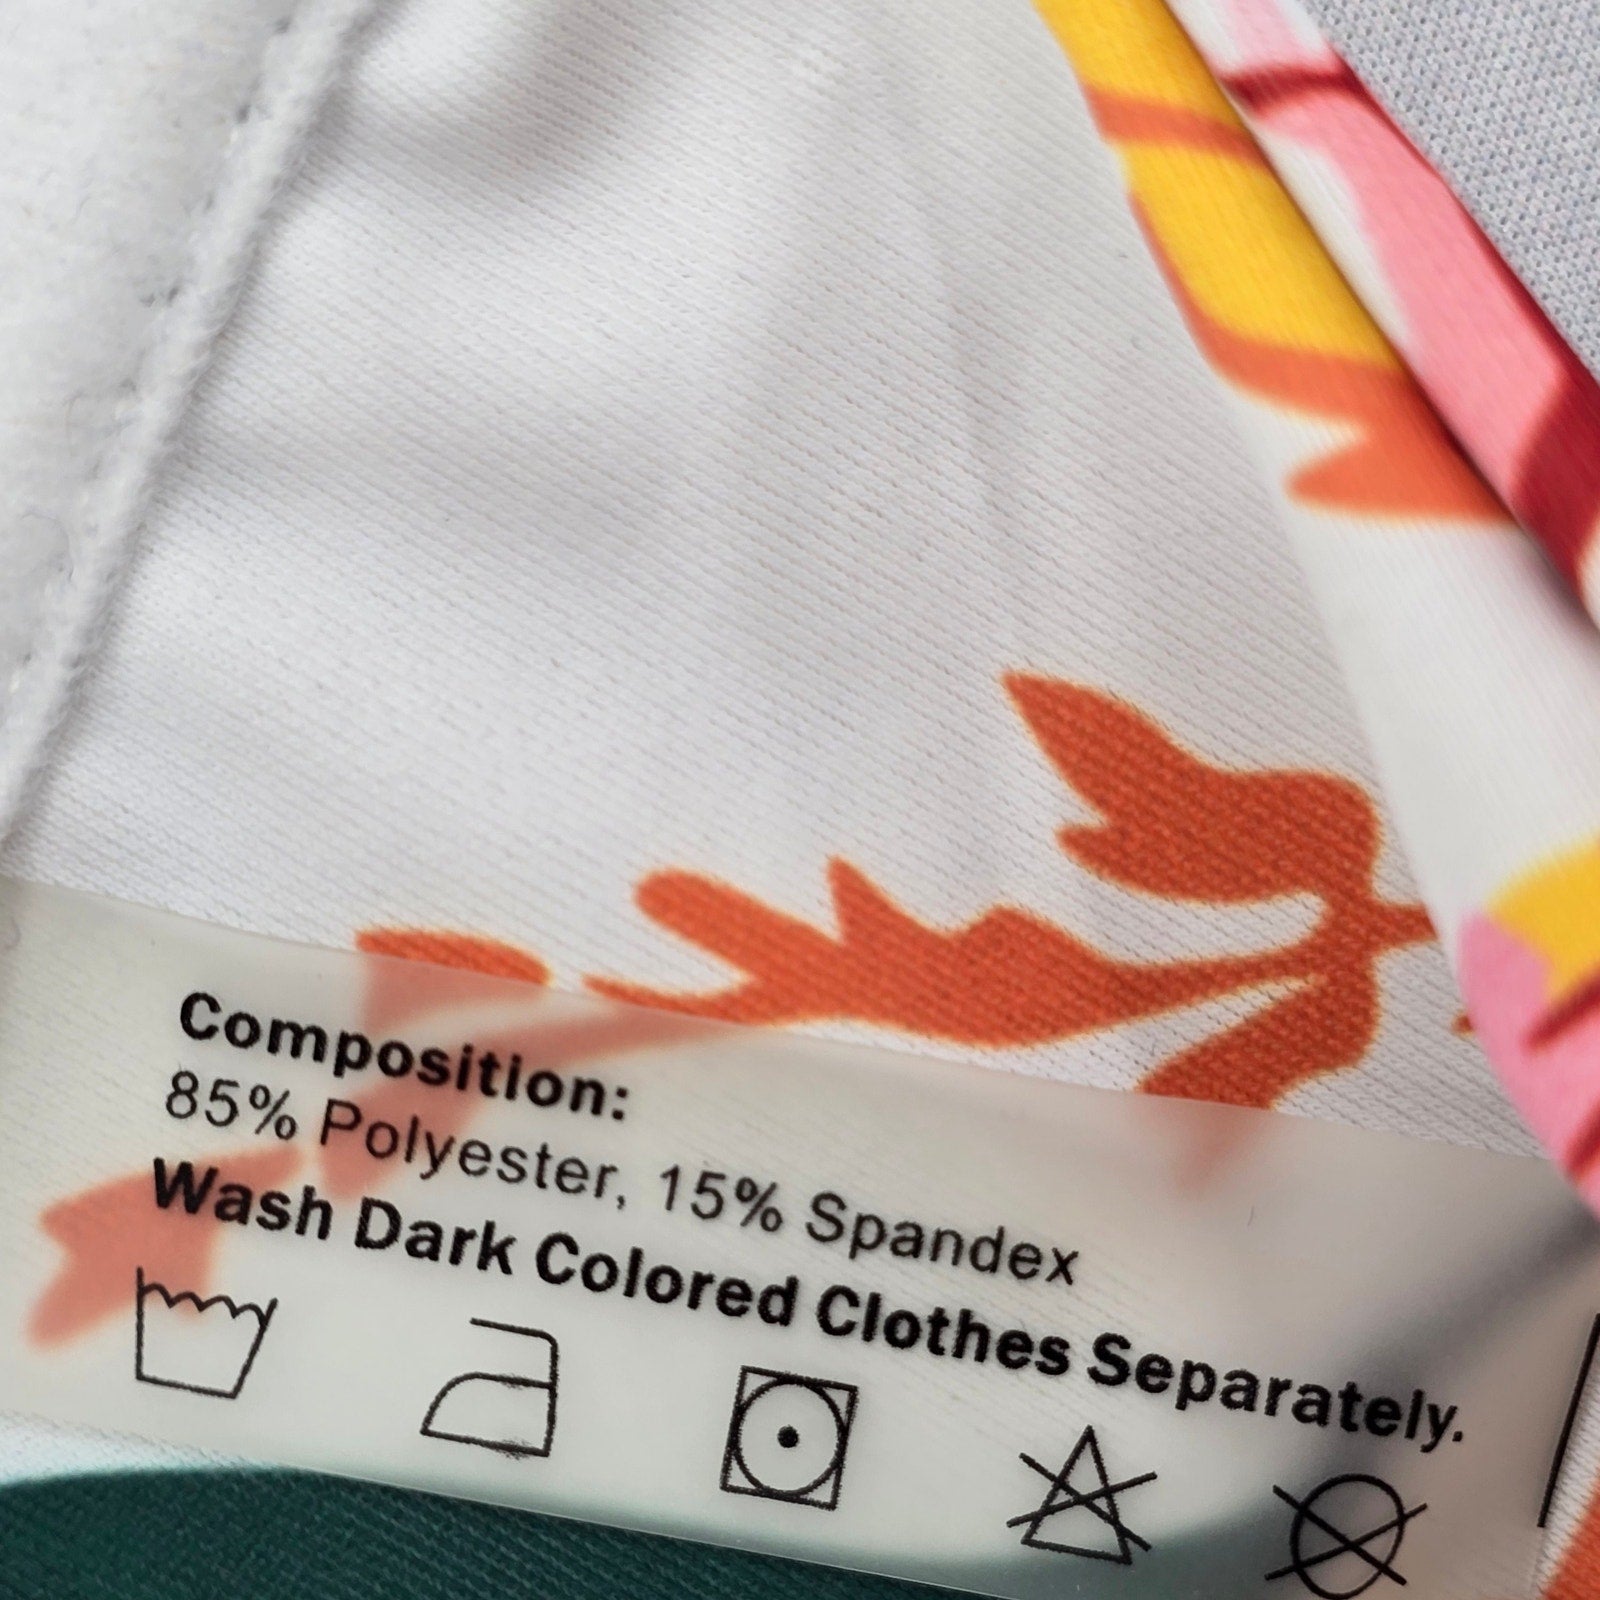 Composition:
85% Polyester, 15% Spandex
Wash Dark Colored Clothes Separately.